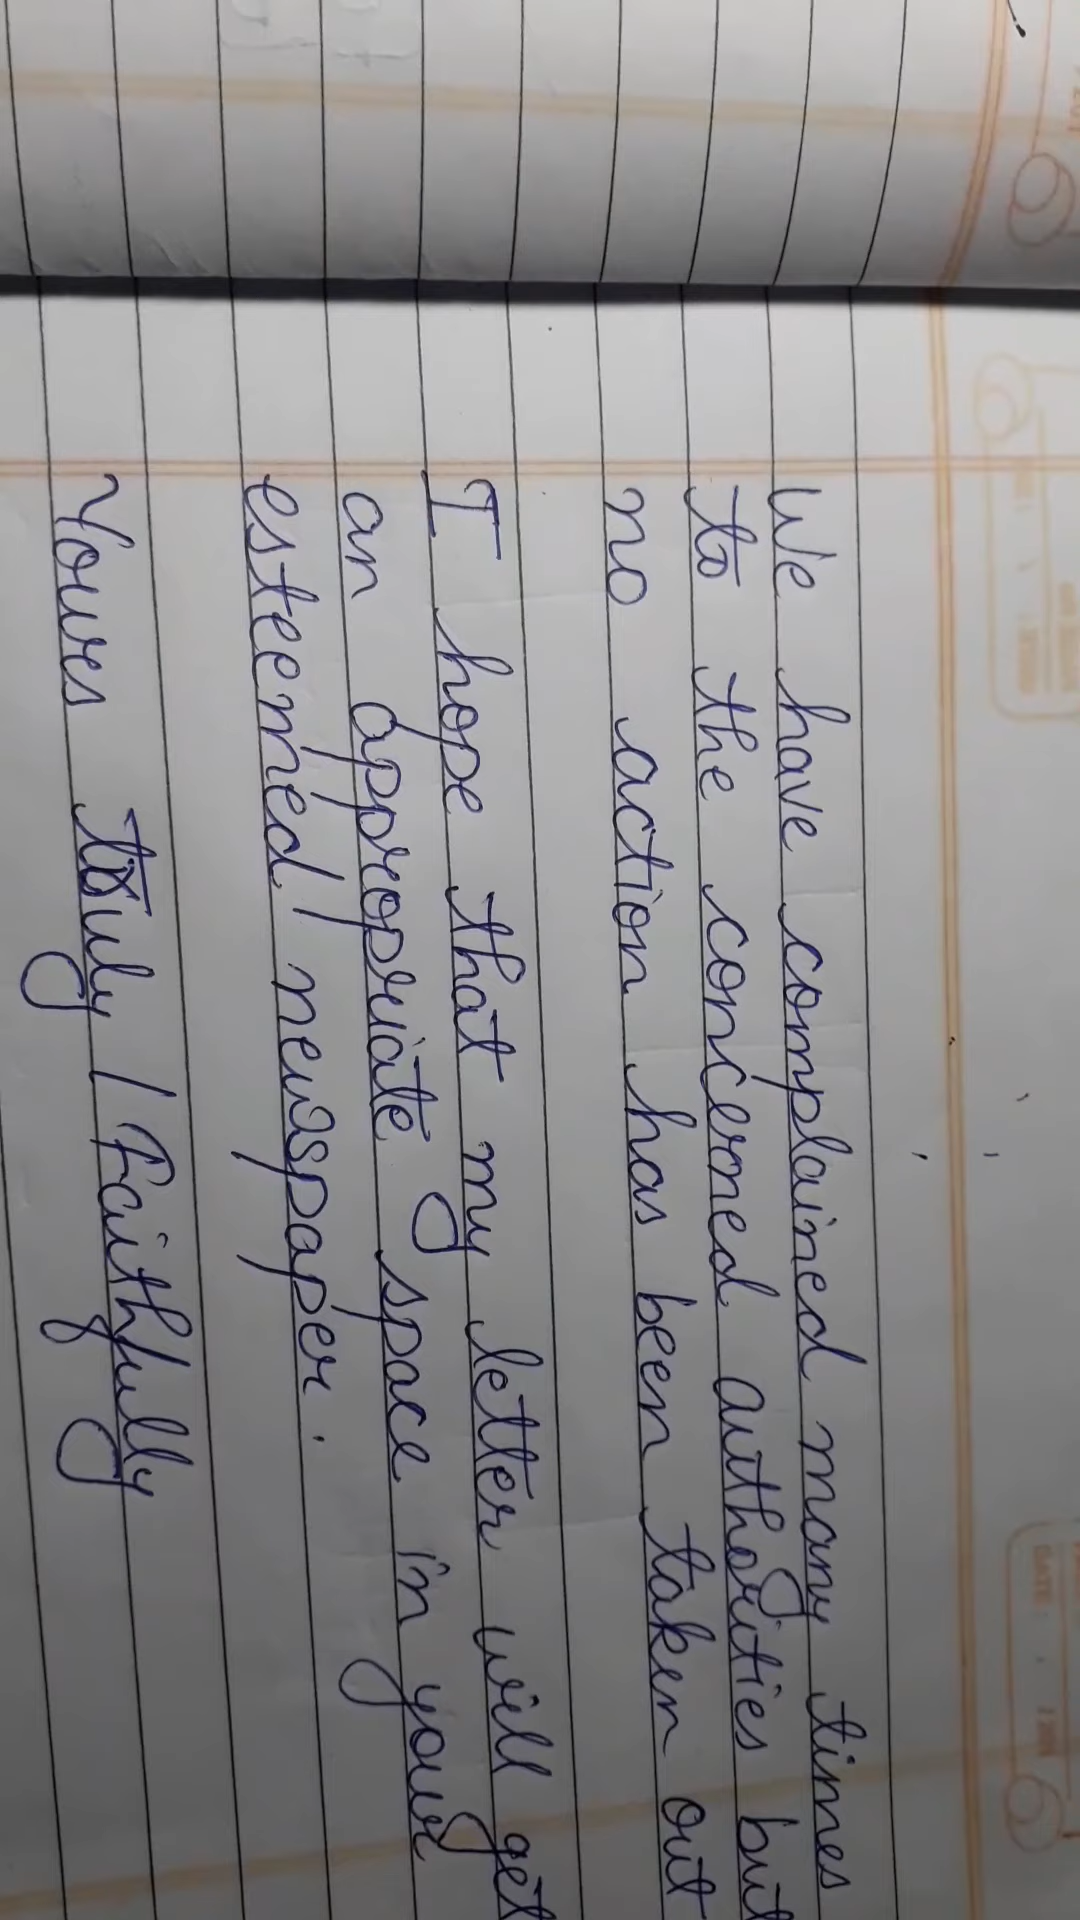 We have complained many times
to the concerned authorities but
no action has been taken out
I hope that my letter will get
an appropriate space in your
esteemed newspaper.
Yours truly / Faithfully